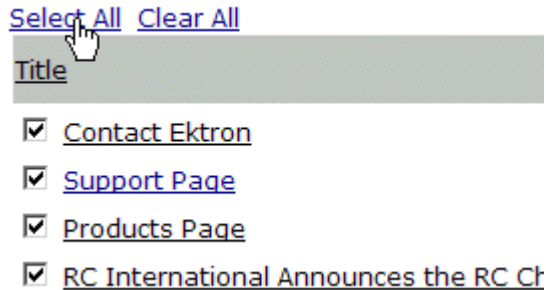 Select All Clear All
Title
Contact Ektron
Support Page
Products Page
RC International Announces the RC Ch